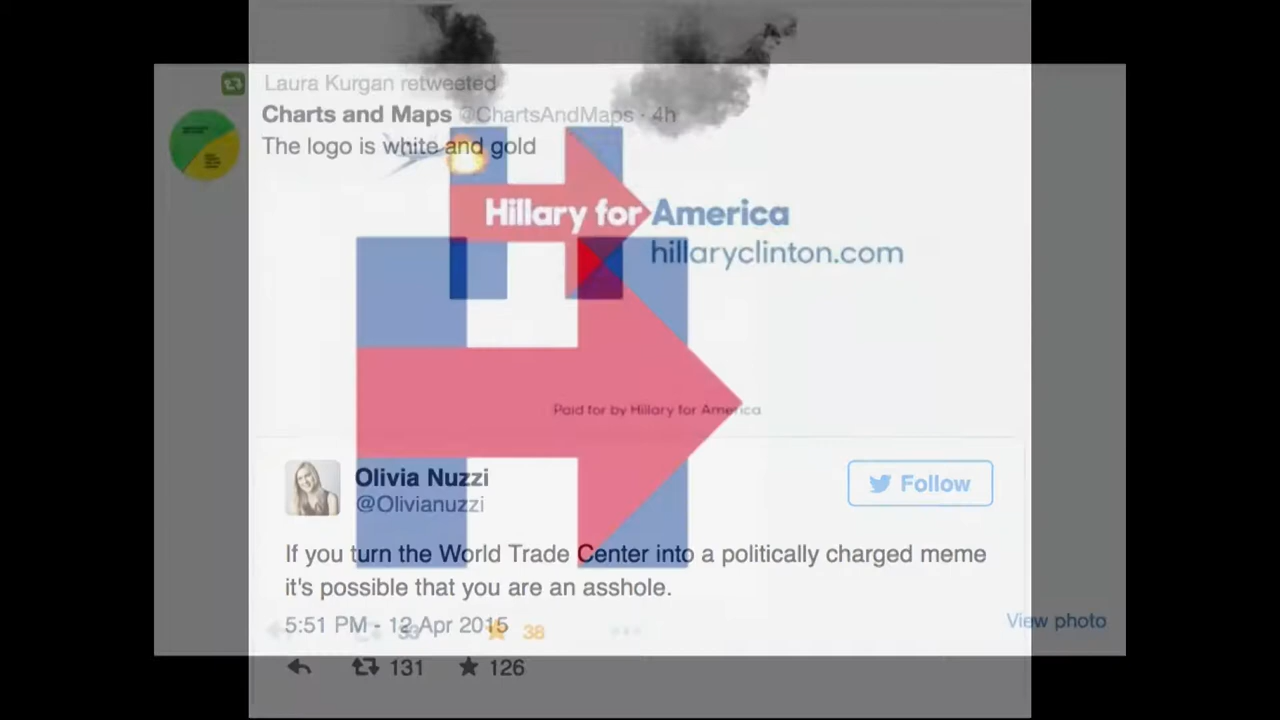 Laura Kurgan retweeted
Charts and Maps @ChartsAndMaps · 4h
The logo is white and gold
Hillary for America
hillaryclinton.com
Paid for by Hillary for America
Olivia Nuzzi
@Olivianuzzi
Follow
If you turn the World Trade Center into a politically charged meme
it's possible that you are an asshole.
5:51 PM - 12 Apr 2015
38
View photo
131 126